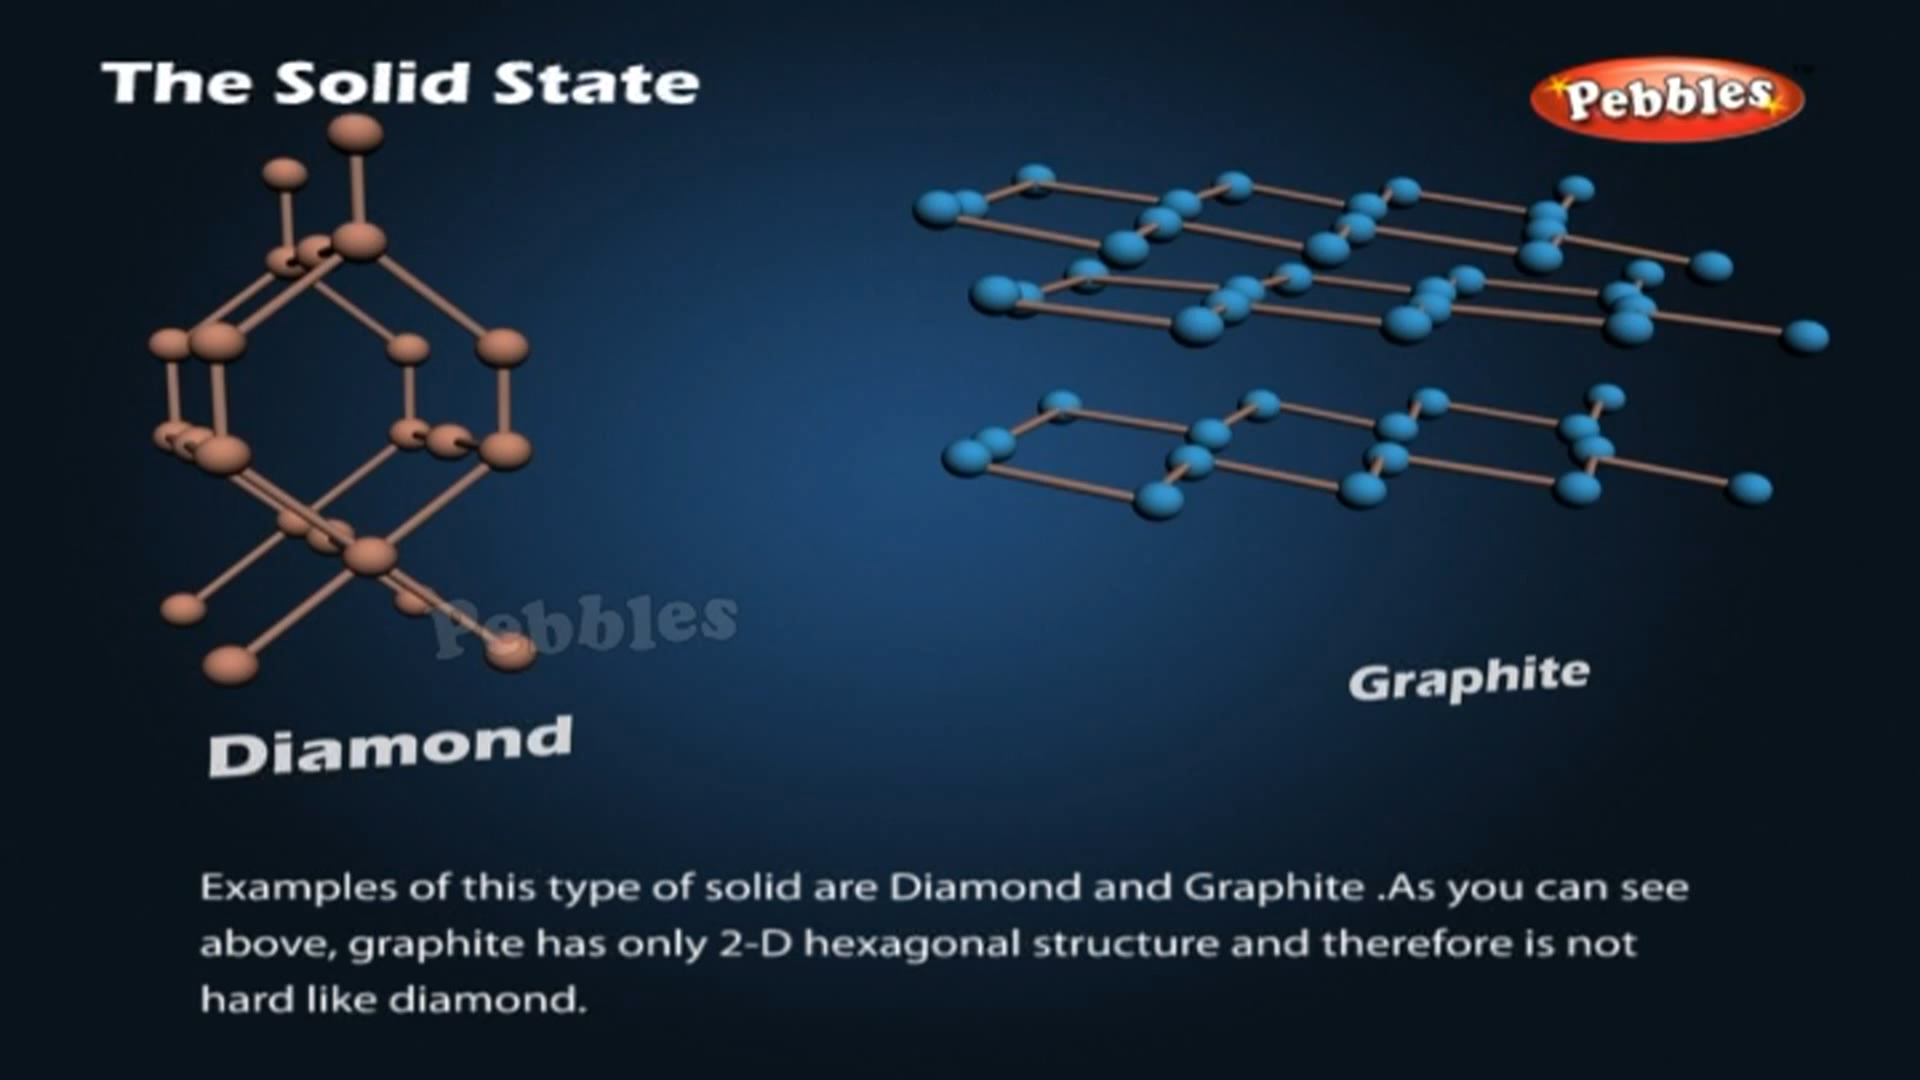 The Solid State
Pebbles
Pebbles
Graphite
Diamond
Examples of this type of solid are Diamond and Graphite .As you can see
above, graphite has only 2-D hexagonal structure and therefore is not
hard like diamond.